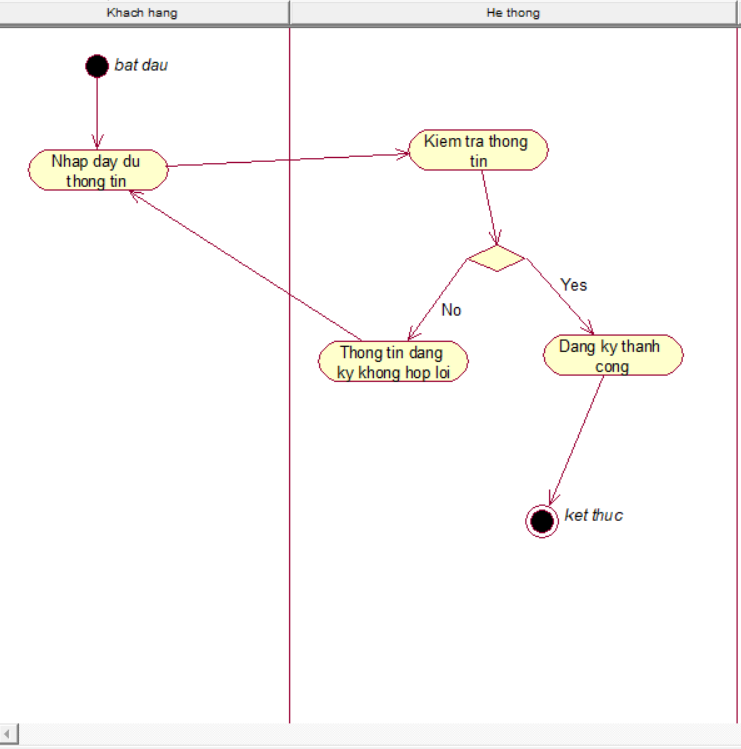 Khach hang
He thong
bat dau
Nhap day du
thong tin
Kiem tra thong
tin
Yes
No
Thong tin dang
ky khong hop loi
Dang ky thanh
cong
ket thuc